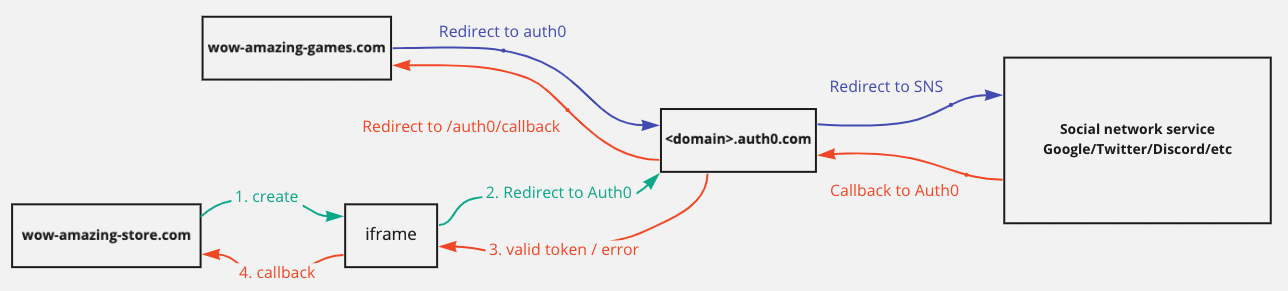 Redirect to auth0
wow-amazing-games.com
Redirect to SNS
Redirect to /auth0/callback
<domain>.auth0.com
Social network service
Google/Twitter/Discord/etc
Callback to Auth0
1. create
2. Redirect to Auth0
wow-amazing-store.com
iframe
3. valid token / error
4. callback